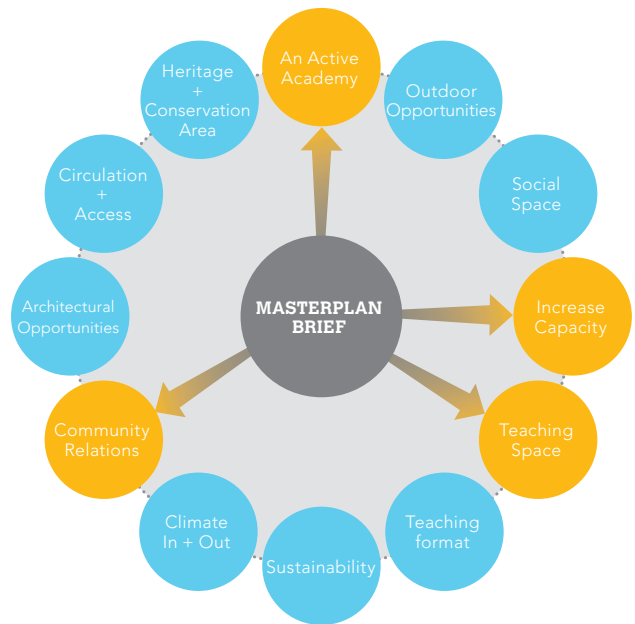 An Active
Academy
Outdoor
Opportunities
Social
Space
Increase
Capacity
Teaching
Space
Teaching
format
Sustainability
Climate
In + Out
Community
Relations
Architectural
Opportunities
Circulation
+
Access
Heritage
+
Conservation
Area
MASTERPLAN
BRIEF